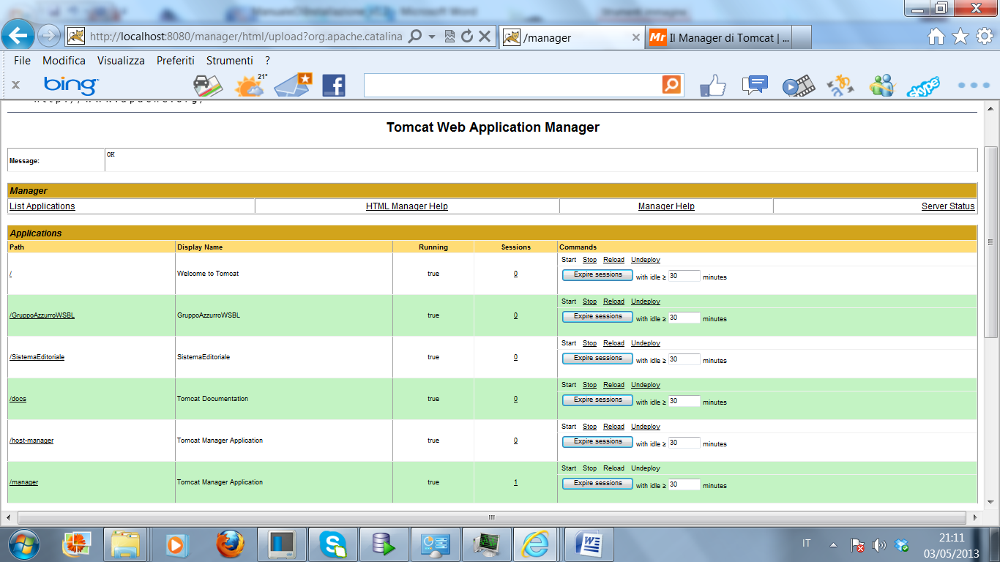 http://localhost:8080/manager/html/upload?org.apache.catalina
/manager
Mr Il Manager di Tomcat | ...
File Modifica Visualizza Preferiti Strumenti ?
x bing 21° skype
Tomcat Web Application Manager
Message: OK
Manager
List Applications HTML Manager Help Manager Help Server Status
Applications
Path Display Name Running Sessions Commands
Start Stop Reload Undeploy
/ Welcome to Tomcat true 0
Expire sessions with idle ≥ 30 minutes
Start Stop Reload Undeploy
/GruppoAzzurroWSBL GruppoAzzurroWSBL true 0
Expire sessions with idle ≥ 30 minutes
Start Stop Reload Undeploy
/SistemaEditoriale SistemaEditoriale true 0
Expire sessions with idle ≥ 30 minutes
Start Stop Reload Undeploy
/docs Tomcat Documentation true 0
Expire sessions with idle ≥ 30 minutes
Start Stop Reload Undeploy
/host-manager Tomcat Manager Application true 0
Expire sessions with idle ≥ 30 minutes
Start Stop Reload Undeploy
/manager Tomcat Manager Application true 1
Expire sessions with idle ≥ 30 minutes
IT 21:11
03/05/2013